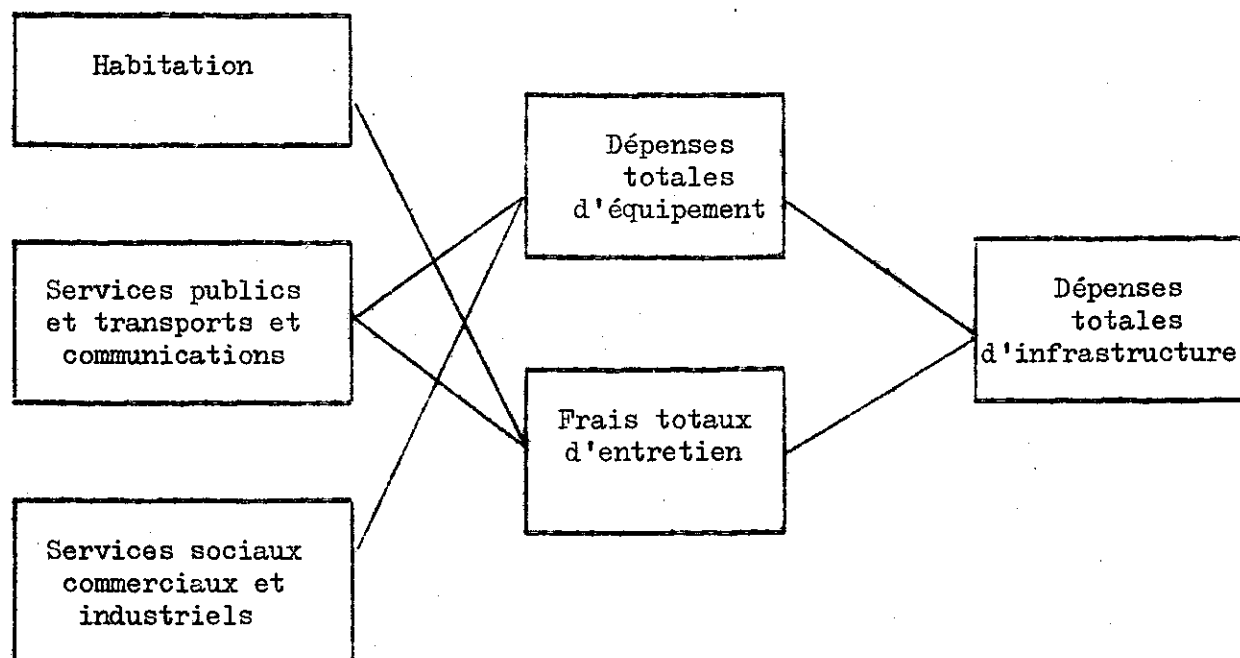 Habitation
Services publics
et transports et
communications
Services sociaux
commerciaux et
industriels
Dépenses
totales
d'équipement
Frais totaux
d'entretien
Dépenses
totales
d'infrastructure